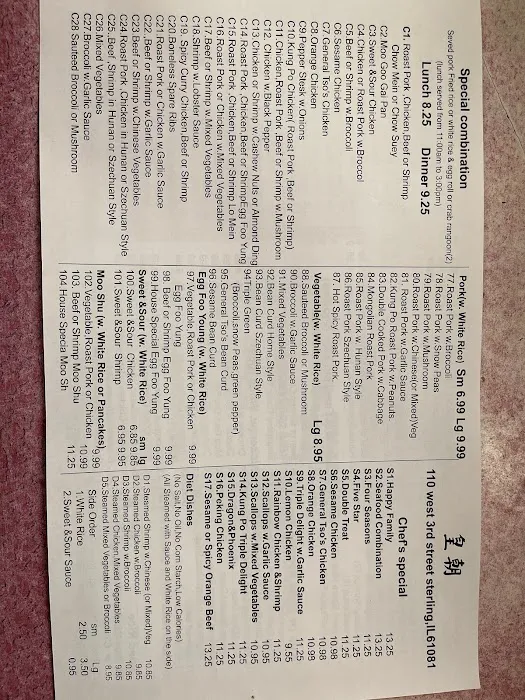 Special combination
Seved pork Fried rice or white rice & egg roll or crab rangoon(2)
(lunch served from 11:00am to 3:00pm)
Lunch 8.25 Dinner 9.25
C1. Roast Pork, Chicken,Beef or Shrimp
Chow Mein or Chow Suey
C2.Moo Goo Gai Pan
C3.Sweet &Sour Chicken
C4.Chicken or Roast Pork w.Broccoi
C5.Beef or Shrimp w.Broccoli
C6.Sesame Chicken
C7.General Tso's Chicken
C8.Orange Chicken
C9.Pepper Steak w.Onions
C10.Kung Po Chicken( Roast Pork ,Beef or Shrimp)
C11.Chicken,Roast Pork ,Beef or Shrimp w.Mushroom
C12.Chicken w.Black Pepper
C13.Chicken or Shrimp w.Cashew Nuts or Almond Ding
C14 Roast Pork ,Chicken,Beef or ShrimpEgg Foo Yung
C15 Roast Pork ,Chicken,Beef or Shrimp Lo Mein
C16.Roast Pork or Chicken w.Mixed Vegetables
C17.Beef or Shrimp w.Mixed Vegetables
C18.Shrimp w.Lobster Sauce
C19. Spicy Curry Chicken,Beef or Shrimp
C20.Boneless Spare Ribs
C21.Roast Pork or Chicken w.Garlic Sauce
C22 ,Beef or Shrimp w.Garlic Sauce
C23 Beef or Shrimp w.Chinese Vegetables
C24.Roast Pork ,Chicken in Hunan or Szechuan Style
C25 .Beef ,Shrimp in Hunan or Szechuan Style
C26.Mixed Vegetables
C27.Broccoli w.Garlic Sauce
C28 Sauteed Broccoli or Mushroom
Pork(w. White Rice) Sm 6.99 Lg 9.99
77.Roast Pork w.Broccoli
78.Roast Pork w.Snow Peas
79.Roast Pork w.Mushroom
80.Roast Pork w.Chinese(or Mixed)Veg
81. Roast Pork w.Garlic Sauce
82.Kung Po Roast Pork w.Peanuts
83.Double Cooked Pork w.Cabbage
84.Mongolian Roast Pork
85.Roast Pork w. Hunan Style
86.Roast Pork Szechuan Style
87.Hot Spicy Roast Pork.
Vegetable(w. White Rice) Lg 8.95
88.Sauteed Broccoli or Mushroom
90.Broccoli w.Garlic Sauce
91.Mixed Vegetables
92.Bean Curd Home Style
93.Bean Curd Szechuan Style
94.Triple Green
(Broccoli,snow Peas,green pepper)
95.General Tso's Bean Cord
96.Sesame Bean Cord.
Egg Foo Young (w. White Rice)
97.Vegetable,Roast Pork or Chicken 9.99
Egg Foo Yung
98. Beef or Shrimp Egg Foo Yung 9.99
99.House Special Egg Foo Yung 9.99
Sweet &Sour(w. White Rice) sm lg
100.Sweet &Sour Chicken 6.85 9.85
101.Sweet &Sour Shrimp 6.95 9.95
Moo Shu (w. White Rice or Pancakes) 9.99
102.Vegetable,Roast Pork or Chicken 10.99
103. Beef or Shrimp Moo Shu 11.25
104.House Special Moo Sh
皇朝
110 west 3rd street sterling,IL61081
Chef's special
S1.Happy Family 13.25
S2.Seafood Combination 13.25
S3.Four Seasons 11.25
S4.Five Star 11.25
S5.Double Treat 11.25
S6.Sesame Chicken 10.98
S7.General Tso's Chicken 10.98
S8.Orange Chicken 10.98
S9.Triple Delight w.Garlic Sauce 11.25
S10.Lemon Chicken 9.55
S11.Rainbow Chicken &Shrimp 11.25
S12.Scallops w.Garlic Sauce 10.95
S13.Scallops w.Mixed Vegetables 10.95
S14.Kung Po Triple Delight 11.25
S15.Dragon&Phoenix 11.25
S16.Poking Chicken 11.25
S17.Sesame or Spicy Orange Beef 13.25
Diet Dishes
(No Salt,No Oil,No Corn Starch,Low Calories)
(All Steamed with Sauce and White Rice on the side)
D1 Steamed Shrimp w.Chinese (or Mixed)Veg 10.85
D2.Steamed Chicken w.Broccoli 9.85
D3.Steamed Shrimp w.Broccoli 10.85
D4.Steamed Chicken Mixed Vegetables 9.85
D5.Steamed Mixed Vegetables or Broccoli 8.95
Side Order sm Lg
1.White Rice 2.50 3.50
2.Sweet &Sour Sauce 0.95